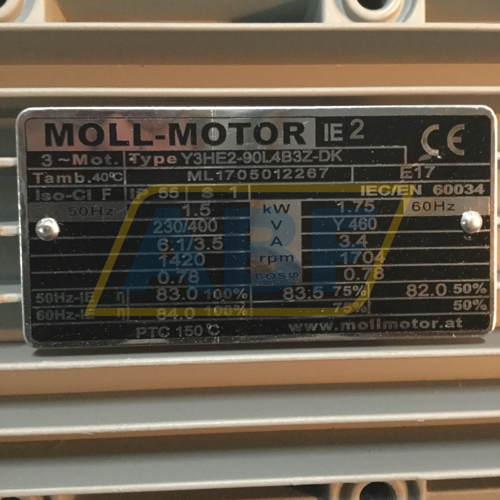 MOLL-MOTOR IE2 CE
3~Mot. Type Y3HE2-90L4B3Z-DK
Tamb.40°C ML1705012267 E17
Iso-Cl F IP 55 S 1 IEC/EN 60034
50Hz 1.5 kW 1.75 60Hz
230/400 V Y 460
6.1/3.5 A 3.4
1420 rpm 1704
0.78 cosφ 0.78
50Hz-IE η 83.0 100% 83.5 75% 82.0 50%
60Hz-IE η 84.0 100% 75% 50%
PTC 150°C www.mollmotor.at
ABI